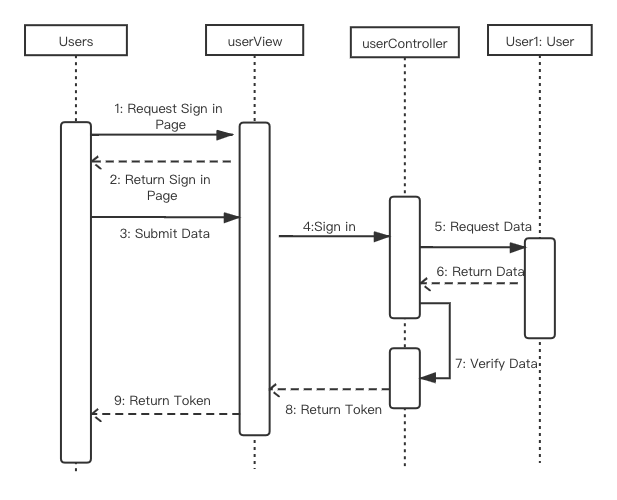 Users
userView
userController
User1: User
1: Request Sign in
Page
2: Return Sign in
Page
3: Submit Data
4:Sign in
5: Request Data
6: Return Data
7: Verify Data
8: Return Token
9: Return Token